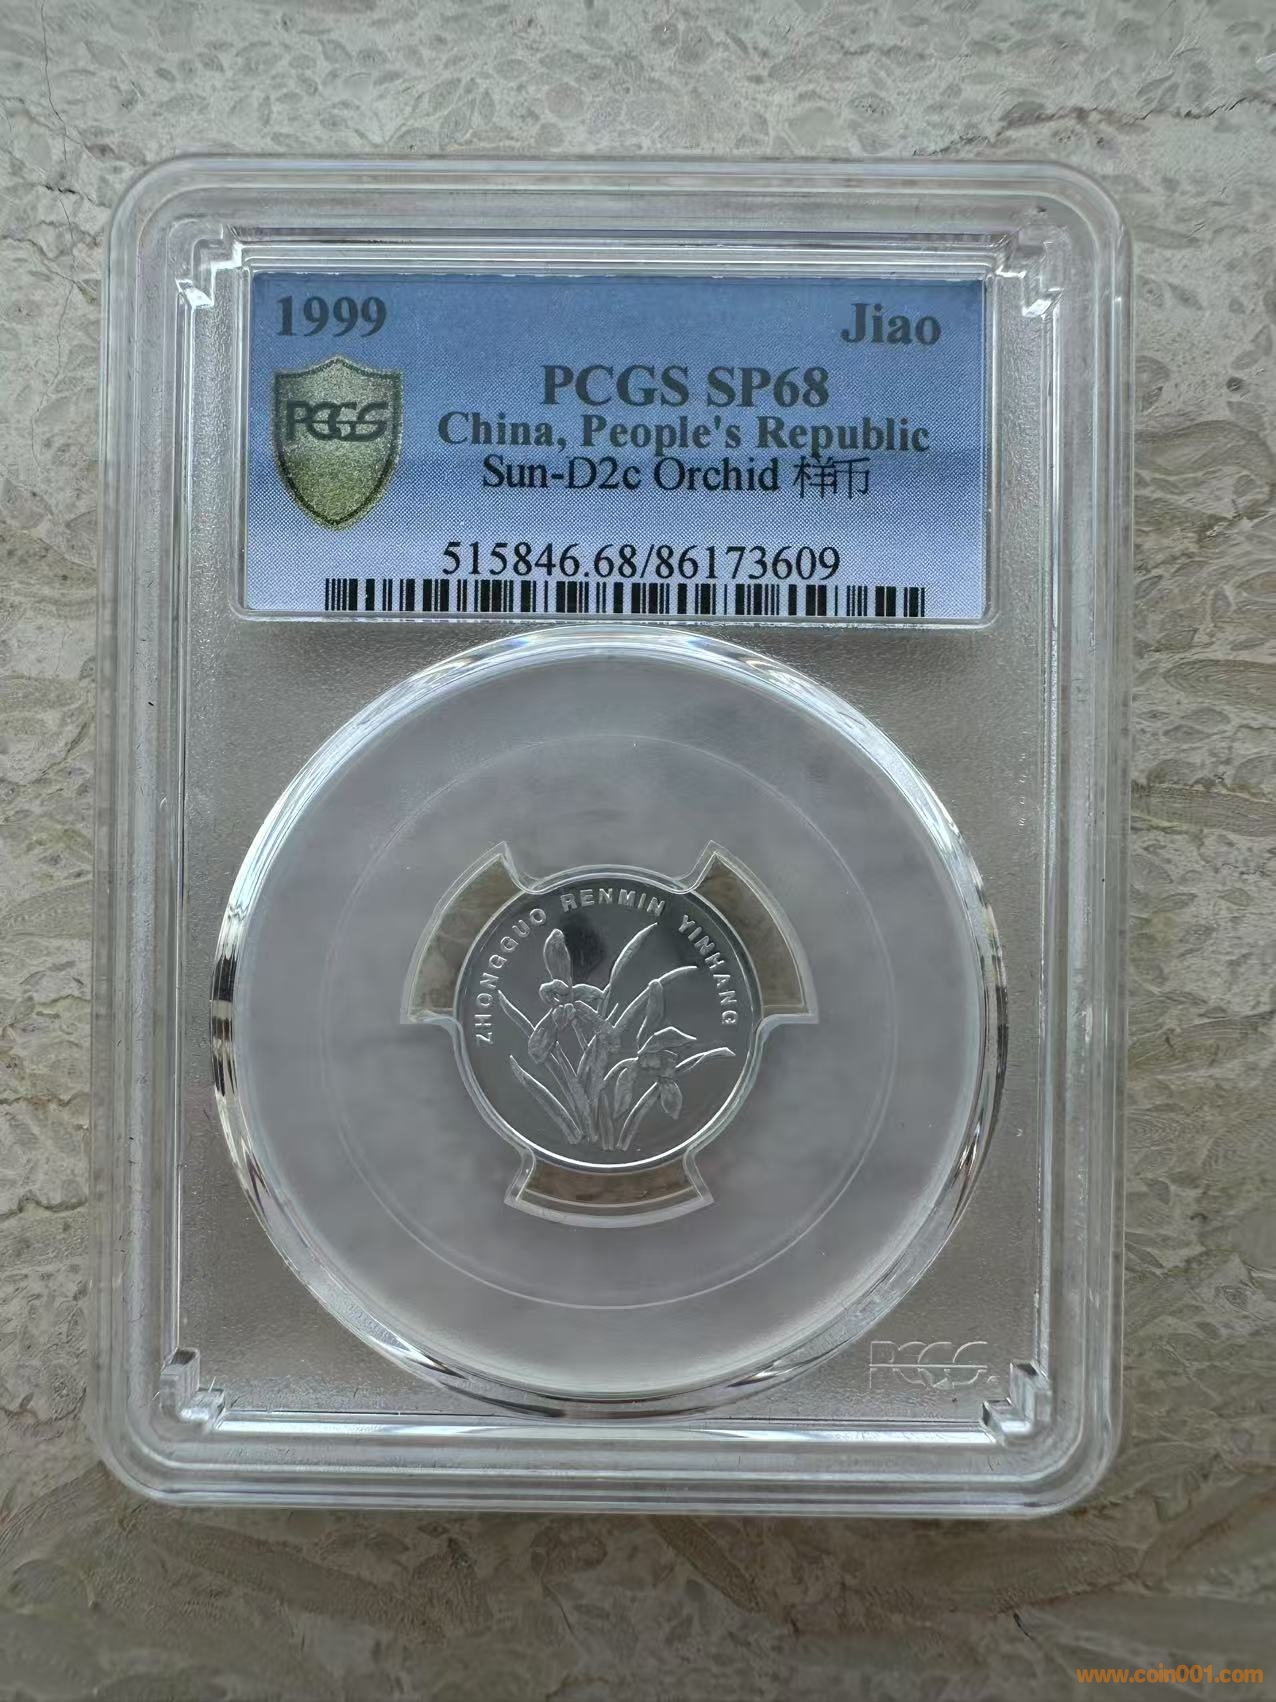 1999
Jiao
PCGS
PCGS SP68
China, People's Republic
Sun-D2c Orchid 样币
515846.68/86173609
ZHONGGUO RENMIN YINHANG
PCGS
www.coin001.com